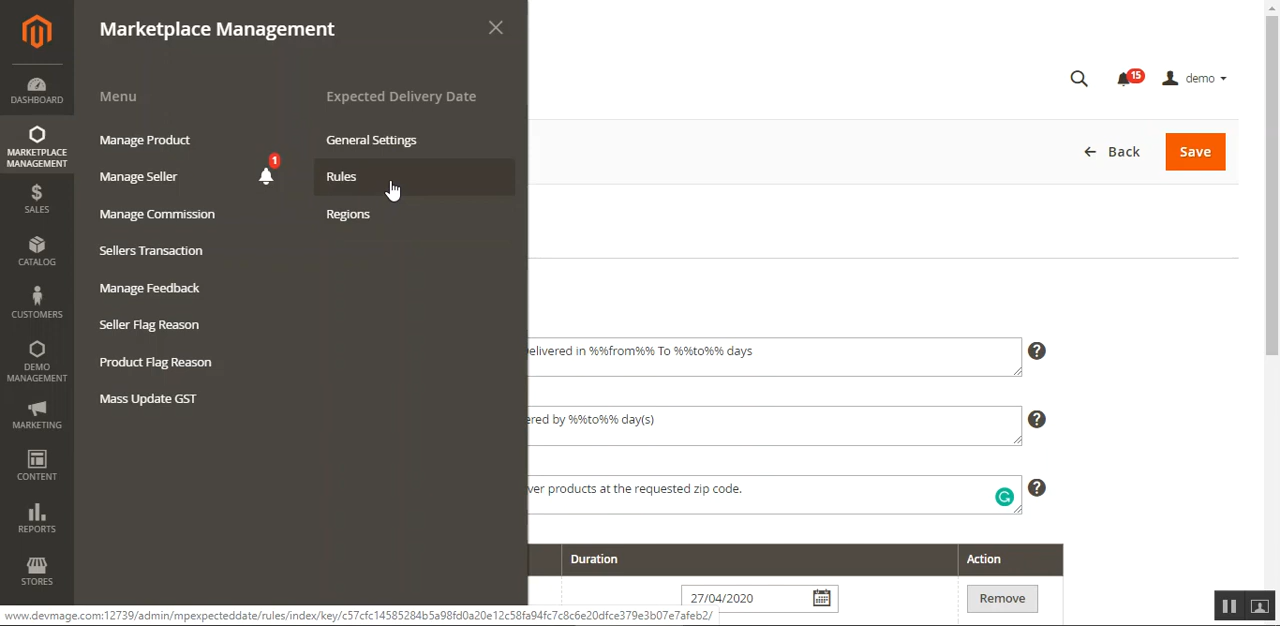 Marketplace Management
Menu
Expected Delivery Date
Manage Product
General Settings
Manage Seller
1
Rules
Manage Commission
Regions
Sellers Transaction
Manage Feedback
Seller Flag Reason
Product Flag Reason
Mass Update GST
DASHBOARD
MARKETPLACE
MANAGEMENT
$
SALES
CATALOG
CUSTOMERS
DEMO
MANAGEMENT
MARKETING
CONTENT
REPORTS
STORES
15
demo
Back
Save
elivered in %%from%% To %%to%% days
?
ered by %%to%% day(s)
?
ver products at the requested zip code.
?
Duration
Action
27/04/2020
Remove
www.devmage.com:12739/admin/mpexpecteddate/rules/index/key/c57cfc14585284b5a98fd0a20e12c58fa94fc7c8c6e20dfce379e3b07e7afeb2/